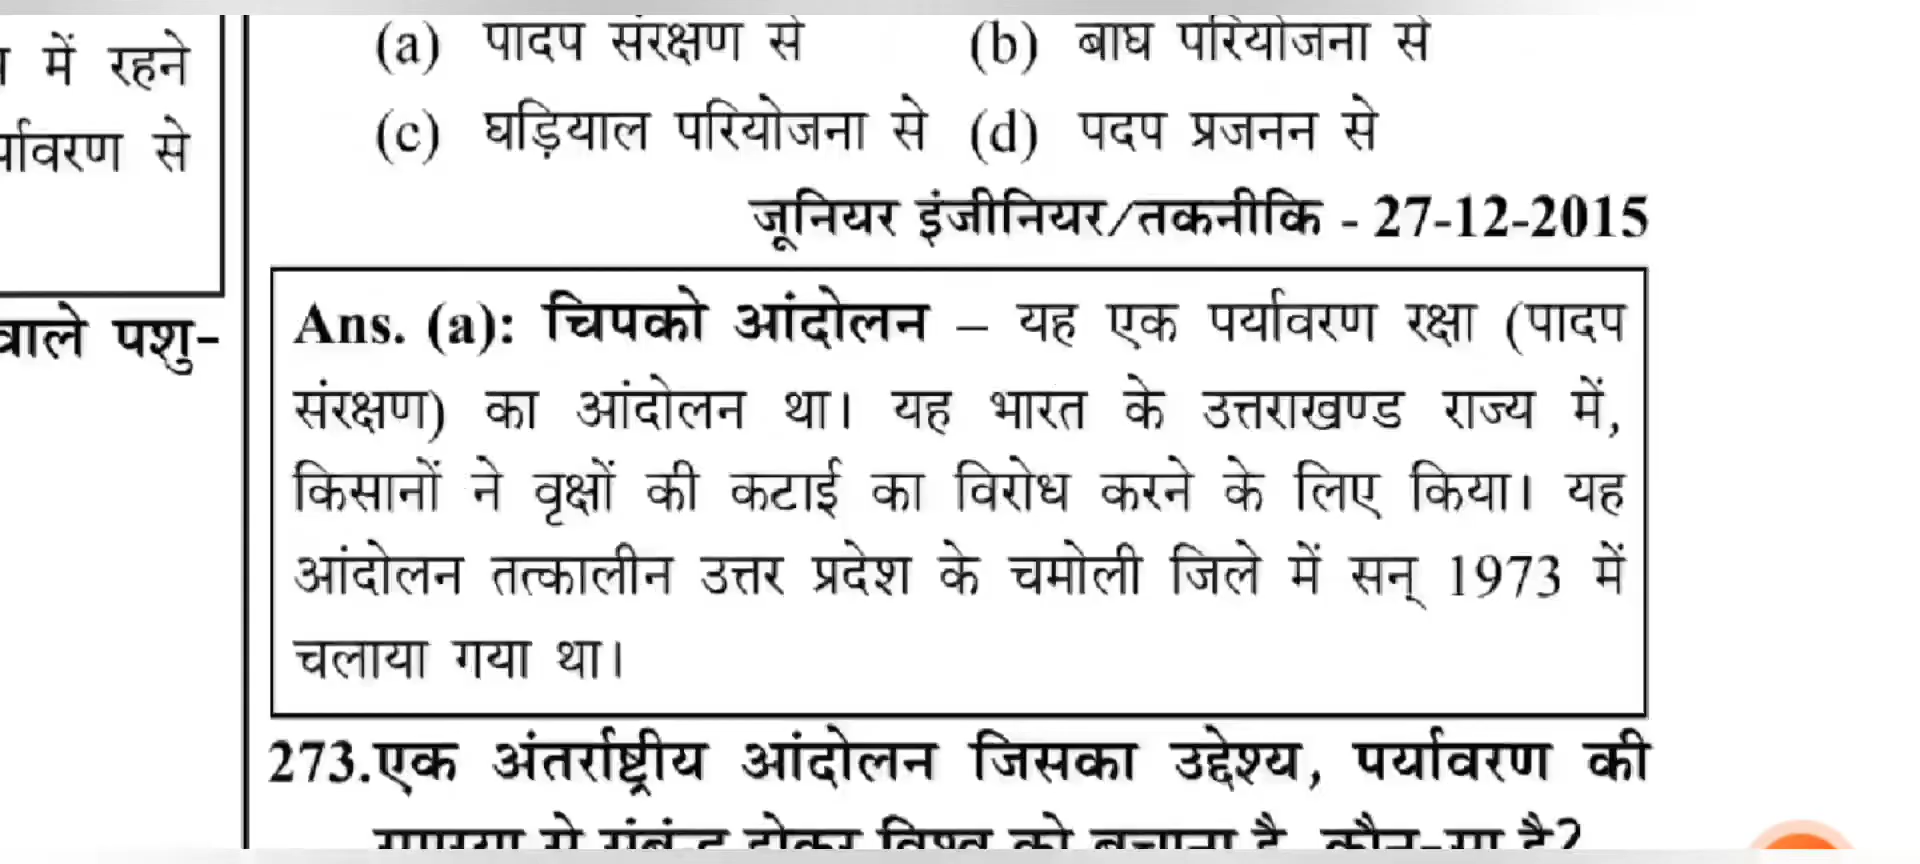 में रहने
से
वाले पशु-
(a) पादप संरक्षण से (b) बाघ परियोजना से
(c) घड़ियाल परियोजना से (d) पदप प्रजनन से
जूनियर इंजीनियर/तकनीकि - 27-12-2015
Ans. (a): चिपको आंदोलन – यह एक पर्यावरण रक्षा (पादप
संरक्षण) का आंदोलन था। यह भारत के उत्तराखण्ड राज्य में,
किसानों ने वृक्षों की कटाई का विरोध करने के लिए किया। यह
आंदोलन तत्कालीन उत्तर प्रदेश के चमोली जिले में सन् 1973 में
चलाया गया था।
273.एक अंतर्राष्ट्रीय आंदोलन जिसका उद्देश्य, पर्यावरण की
से होकर विश्व को बचाना है, कौन-सा है?